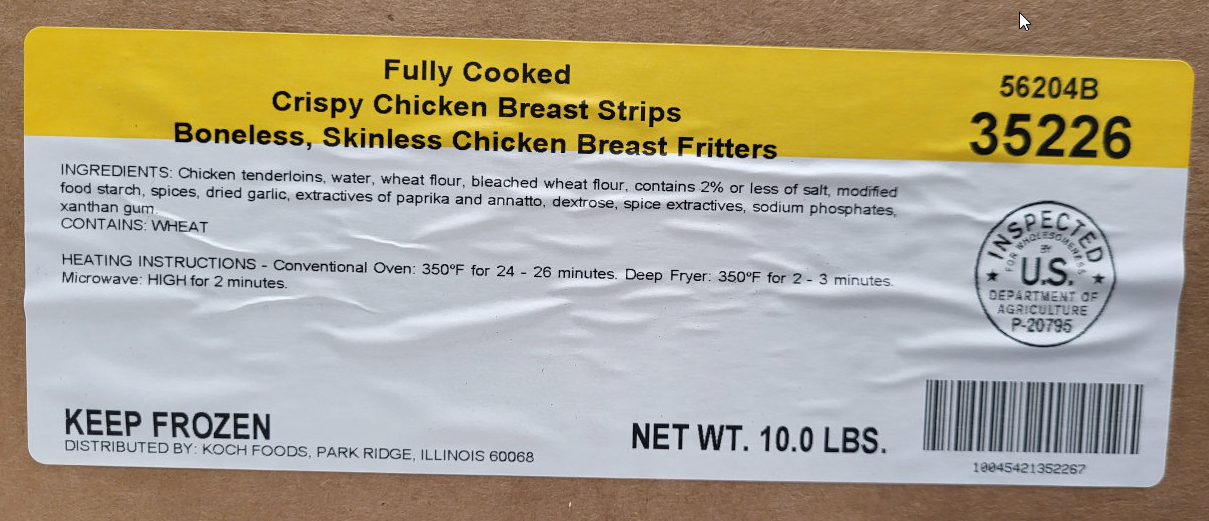 Fully Cooked
Crispy Chicken Breast Strips
Boneless, Skinless Chicken Breast Fritters
56204B
35226
INGREDIENTS: Chicken tenderloins, water, wheat flour, bleached wheat flour, contains 2% or less of salt, modified
food starch, spices, dried garlic, extractives of paprika and annatto, dextrose, spice extractives, sodium phosphates,
xanthan gum.
CONTAINS: WHEAT
HEATING INSTRUCTIONS - Conventional Oven: 350ºF for 24 - 26 minutes. Deep Fryer: 350ºF for 2 - 3 minutes.
Microwave: HIGH for 2 minutes.
INSPECTED
FOR WHOLESOMENESS
BY
U.S.
DEPARTMENT OF
AGRICULTURE
P-20795
KEEP FROZEN
DISTRIBUTED BY: KOCH FOODS, PARK RIDGE, ILLINOIS 60068
NET WT. 10.0 LBS.
10045421352267